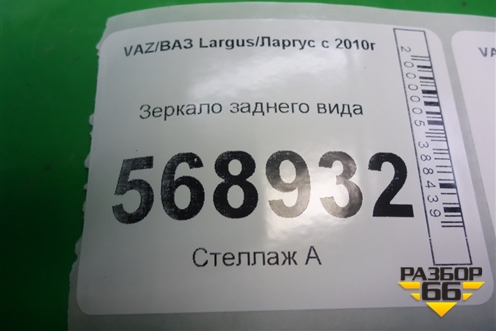 VAZ/ВАЗ Largus/Ларгус с 2010г
Зеркало заднего вида
568932
Стеллаж А
2000005388439
РАЗБОР
66